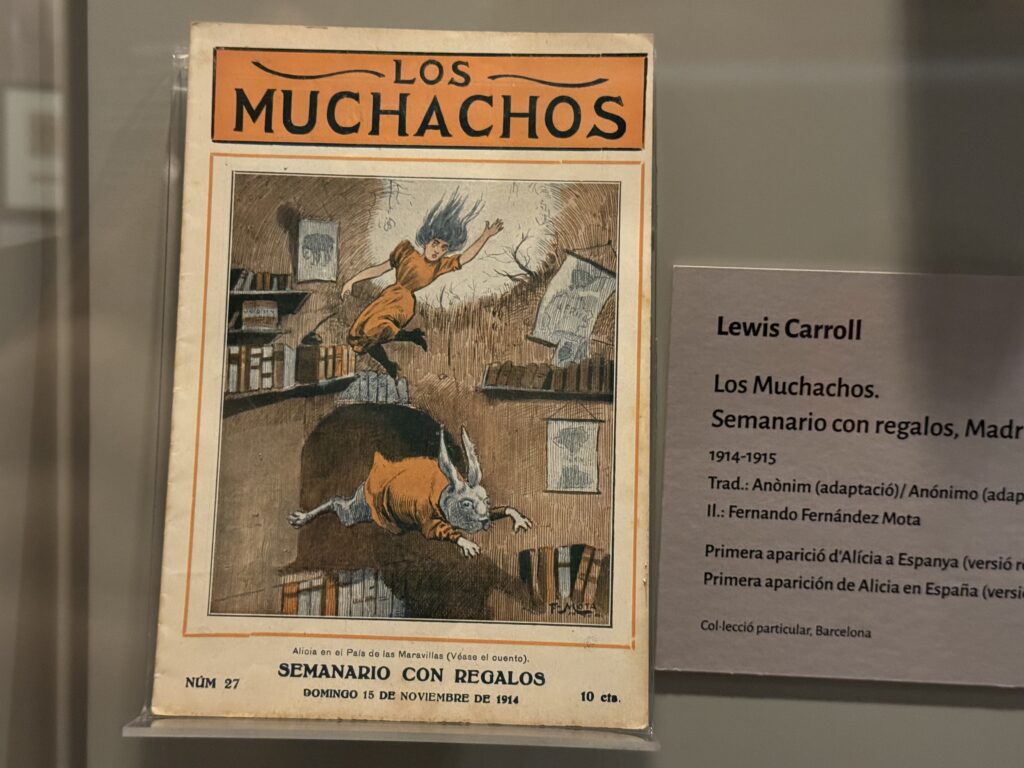 LOS
MUCHACHOS
F. MOTA
Alicia en el País de las Maravillas (Véase el cuento).
SEMANARIO CON REGALOS
NÚM 27
DOMINGO 15 DE NOVIEMBRE DE 1914
10 cts.
Lewis Carroll
Los Muchachos.
Semanario con regalos, Madr
1914-1915
Trad.: Anònim (adaptació)/ Anónimo (adap
Il.: Fernando Fernández Mota
Primera aparició d'Alícia a Espanya (versió re
Primera aparición de Alicia en España (versió
Col·lecció particular, Barcelona